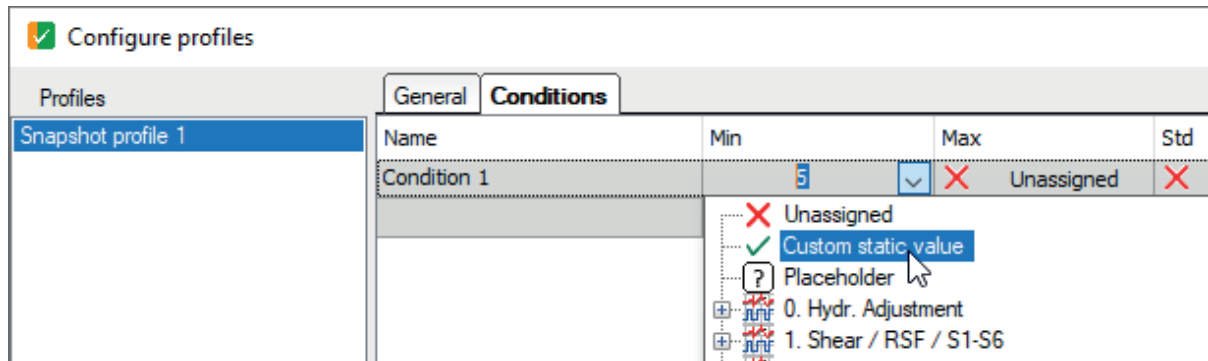 Configure profiles
Profiles
General Conditions
Snapshot profile 1
Name Min Max Std
Condition 1 5 Unassigned
Unassigned
Custom static value
? Placeholder
0. Hydr. Adjustment
1. Shear / RSF / S1-S6